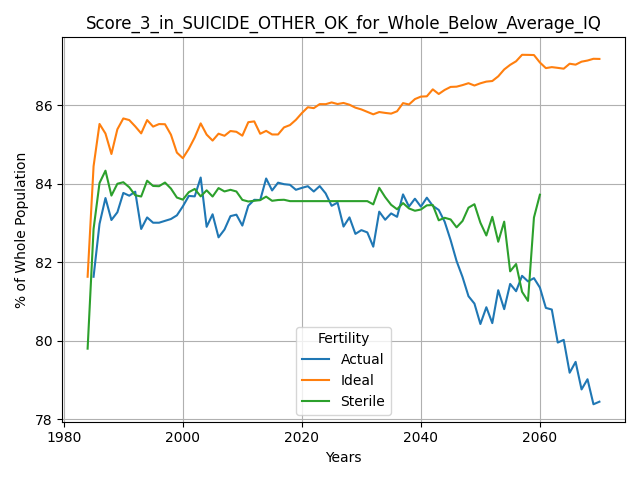 Score_3_in_SUICIDE_OTHER_OK_for_Whole_Below_Average_IQ
% of Whole Population
86
84
82
80
78
Fertility
Actual
Ideal
Sterile
1980
2000
2020
2040
2060
Years